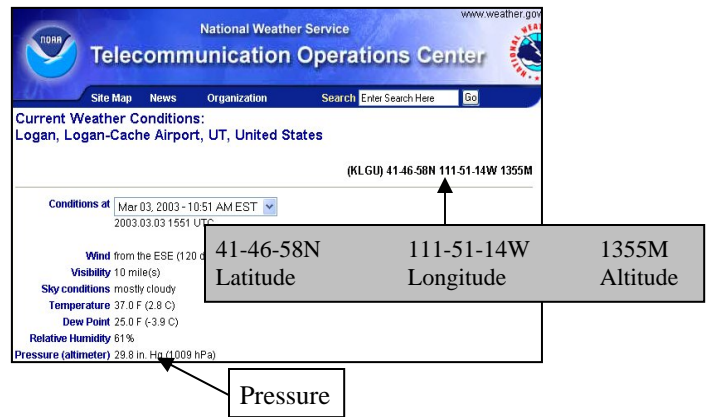 www.weather.gov
NOAA
National Weather Service
Telecommunication Operations Center
Site Map News Organization Search Enter Search Here Go
Current Weather Conditions:
Logan, Logan-Cache Airport, UT, United States
(KLGU) 41-46-58N 111-51-14W 1355M
Conditions at Mar 03, 2003 - 10:51 AM EST
2003.03.03 1551 UTC
41-46-58N 111-51-14W 1355M
Latitude Longitude Altitude
Wind from the ESE (120 d
Visibility 10 mile(s)
Sky conditions mostly cloudy
Temperature 37.0 F (2.8 C)
Dew Point 25.0 F (-3.9 C)
Relative Humidity 61%
Pressure (altimeter) 29.8 in. Hg (1009 hPa)
Pressure